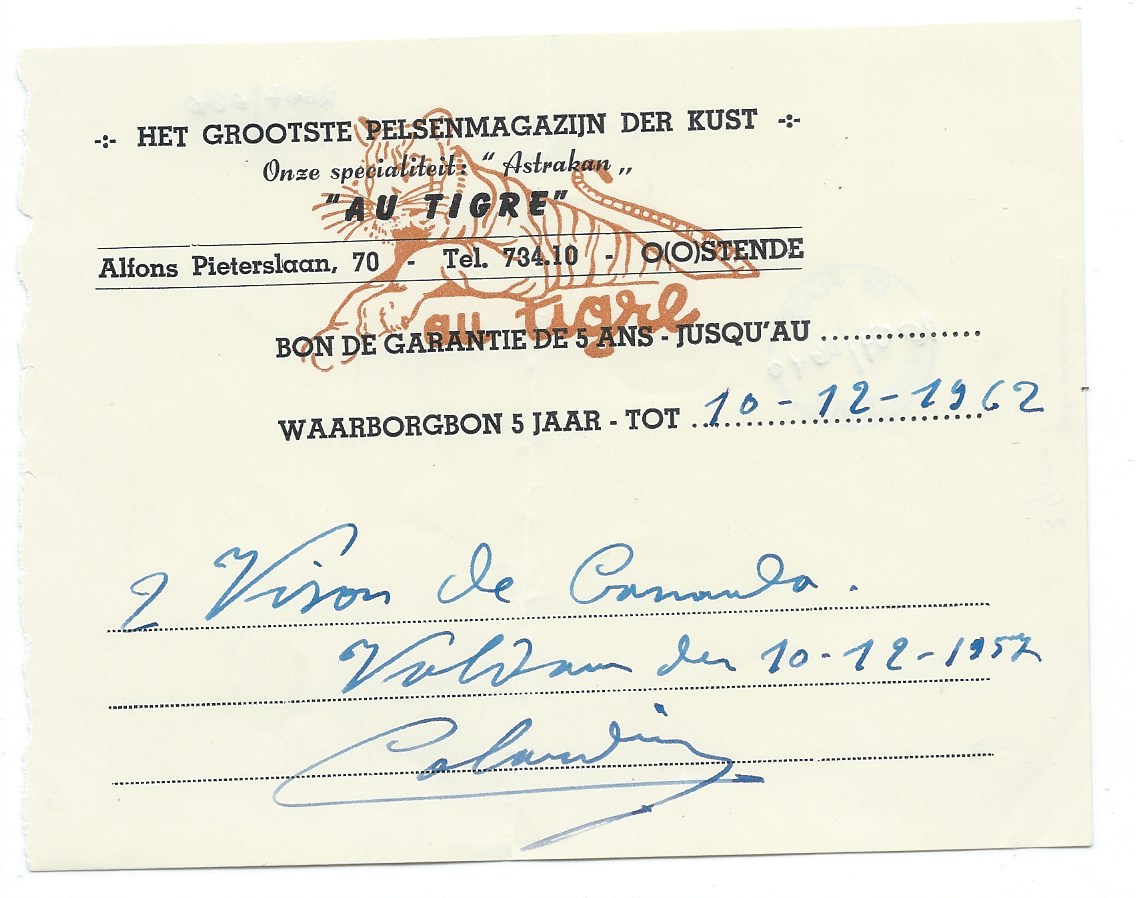 -:- HET GROOTSTE PELSENMAGAZIJN DER KUST -:-
Onze specialiteit: "Astrakan„
"AU TIGRE"
Alfons Pieterslaan, 70 - Tel. 734.10 - O(O)STENDE
au tigre
BON DE GARANTIE DE 5 ANS - JUSQU'AU ...............
WAARBORGBON 5 JAAR - TOT 10-12-1962
2 Vison de Canada.
den 10-12-1957